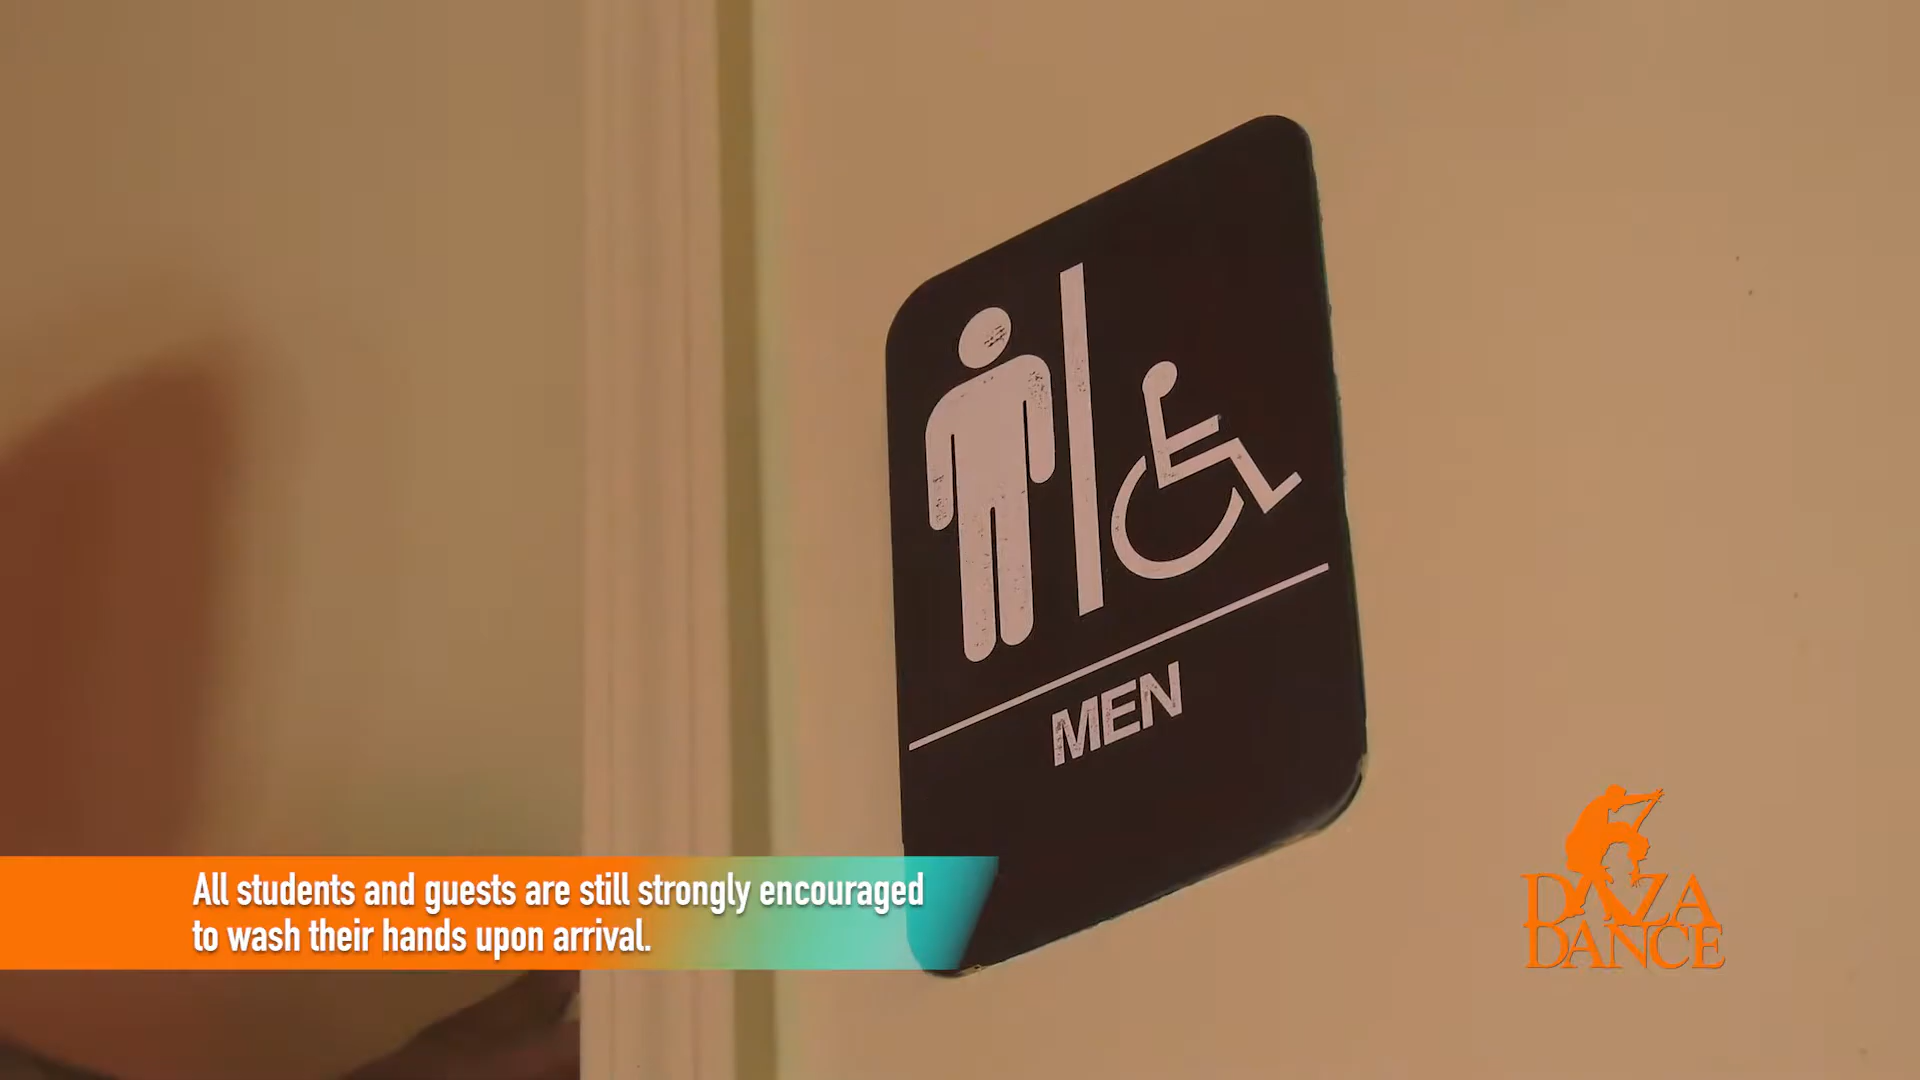 MEN
All students and guests are still strongly encouraged
to wash their hands upon arrival.
DAZA
DANCE